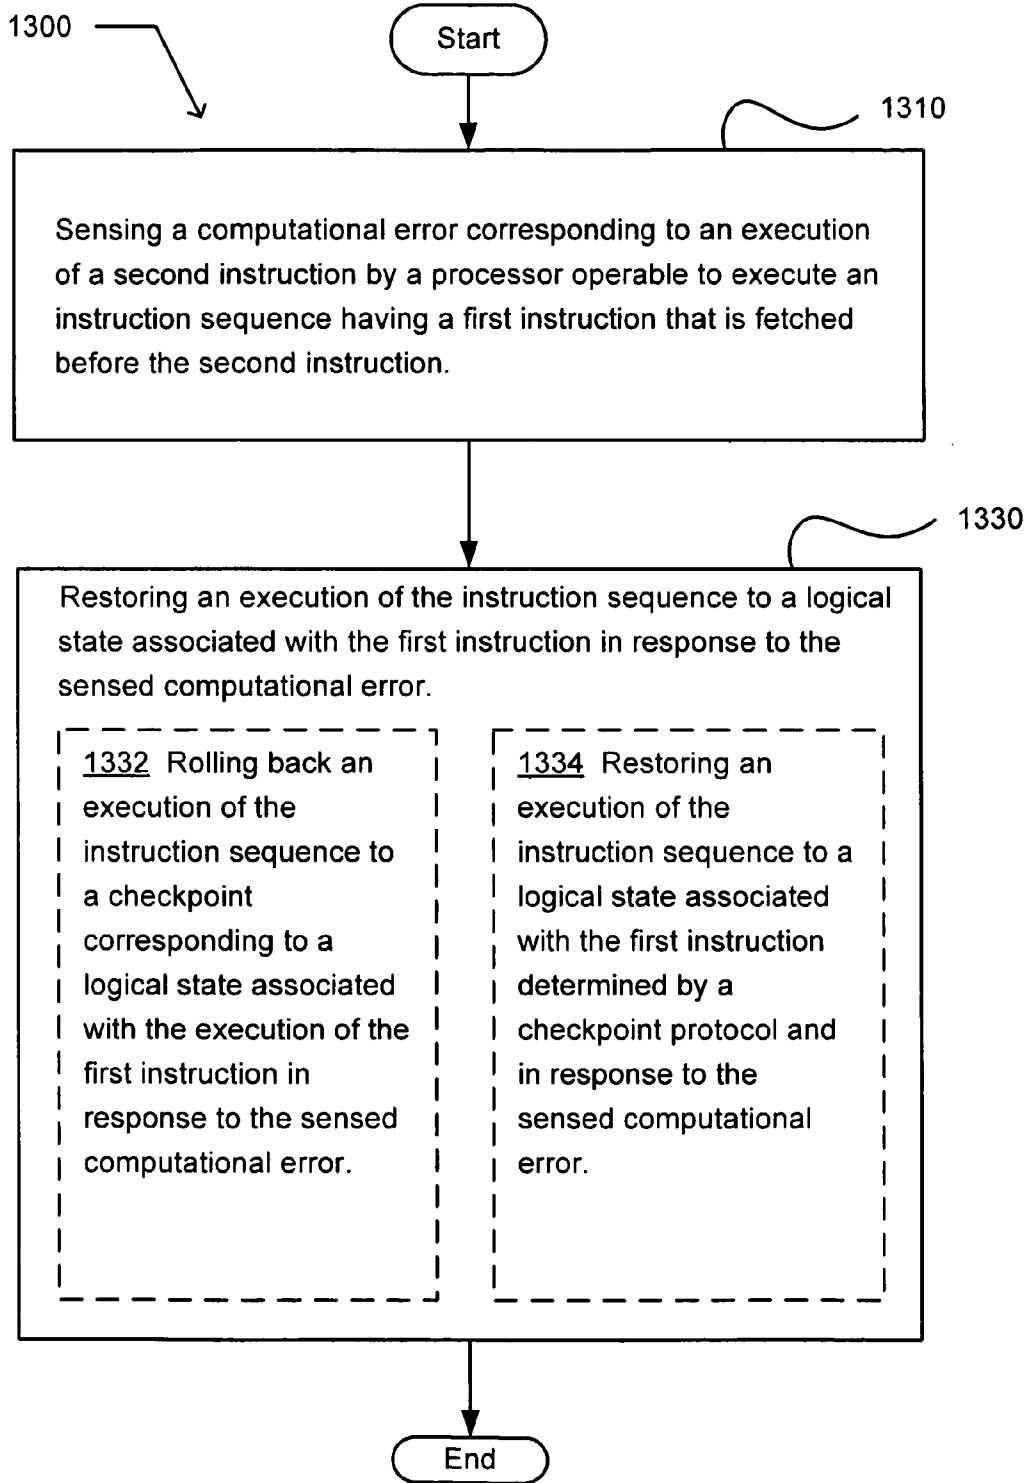 1300
Start
1310
Sensing a computational error corresponding to an execution
of a second instruction by a processor operable to execute an
instruction sequence having a first instruction that is fetched
before the second instruction.
1330
Restoring an execution of the instruction sequence to a logical
state associated with the first instruction in response to the
sensed computational error.
1332 Rolling back an
execution of the
instruction sequence to
a checkpoint
corresponding to a
logical state associated
with the execution of the
first instruction in
response to the sensed
computational error.
1334 Restoring an
execution of the
instruction sequence to a
logical state associated
with the first instruction
determined by a
checkpoint protocol and
in response to the
sensed computational
error.
End